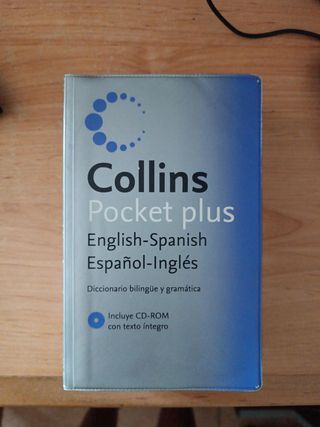 Collins
Pocket plus
English-Spanish
Español-Inglés
Diccionario bilingüe y gramática
Incluye CD-ROM
con texto íntegro